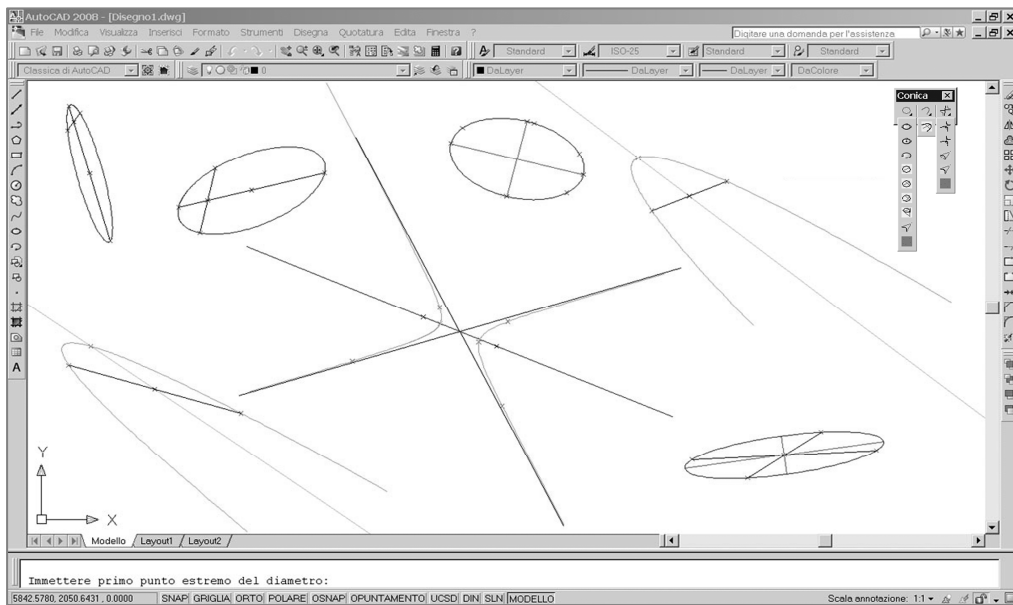 AutoCAD 2008 - [Disegno1.dwg]
File Modifica Visualizza Inserisci Formato Strumenti Disegna Quotatura Edita Finestra ? Digitare una domanda per l'assistenza
Standard ISO-25 Standard Standard
Classica di AutoCAD 0 DaLayer DaLayer DaLayer DaColore
Conica
A
Y
X
Modello Layout1 Layout2
Immettere primo punto estremo del diametro:
5842.5780, 2050.6431 , 0.0000 SNAP GRIGLIA ORTO POLARE OSNAP OPUNTAMENTO UCSD DIN SLN MODELLO Scala annotazione: 1:1